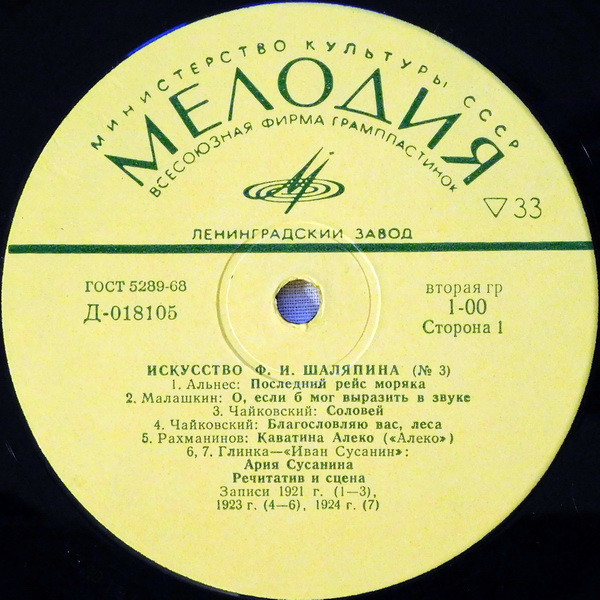 МИНИСТЕРСТВО КУЛЬТУРЫ СССР
МЕЛОДИЯ
ВСЕСОЮЗНАЯ ФИРМА ГРАМПЛАСТИНОК
33
ЛЕНИНГРАДСКИЙ ЗАВОД
ГОСТ 5289-68
Д-018105
вторая гр
1-00
Сторона 1
ИСКУССТВО Ф. И. ШАЛЯПИНА (№ 3)
1. Альнес: Последний рейс моряка
2. Малашкин: О, если б мог выразить в звуке
3. Чайковский: Соловей
4. Чайковский: Благословляю вас, леса
5. Рахманинов: Каватина Алеко («Алеко»)
6, 7. Глинка—«Иван Сусанин»:
Ария Сусанина
Речитатив и сцена
Записи 1921 г. (1—3),
1923 г. (4—6), 1924 г. (7)